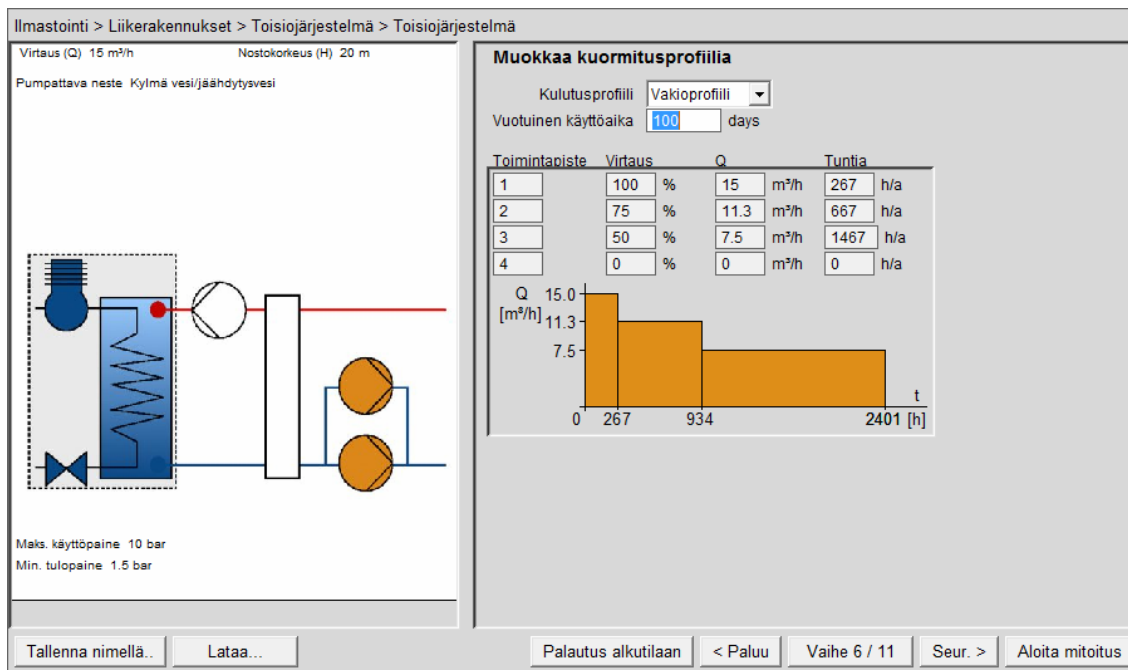 Ilmastointi > Liikerakennukset > Toisiojärjestelmä > Toisiojärjestelmä
Virtaus (Q) 15 m³/h Nostokorkeus (H) 20 m
Pumpattava neste Kylmä vesi/jäähdytysvesi
Maks. käyttöpaine 10 bar
Min. tulopaine 1.5 bar
Muokkaa kuormitusprofiilia
Kulutusprofiili Vakioprofiili
Vuotuinen käyttöaika 100 days
Toimintapiste Virtaus Q Tuntia
1 100 % 15 m³/h 267 h/a
2 75 % 11.3 m³/h 667 h/a
3 50 % 7.5 m³/h 1467 h/a
4 0 % 0 m³/h 0 h/a
Q 15.0
[m³/h] 11.3
7.5
t
0 267 934 2401 [h]
Tallenna nimellä.. Lataa... Palautus alkutilaan < Paluu Vaihe 6 / 11 Seur. > Aloita mitoitus